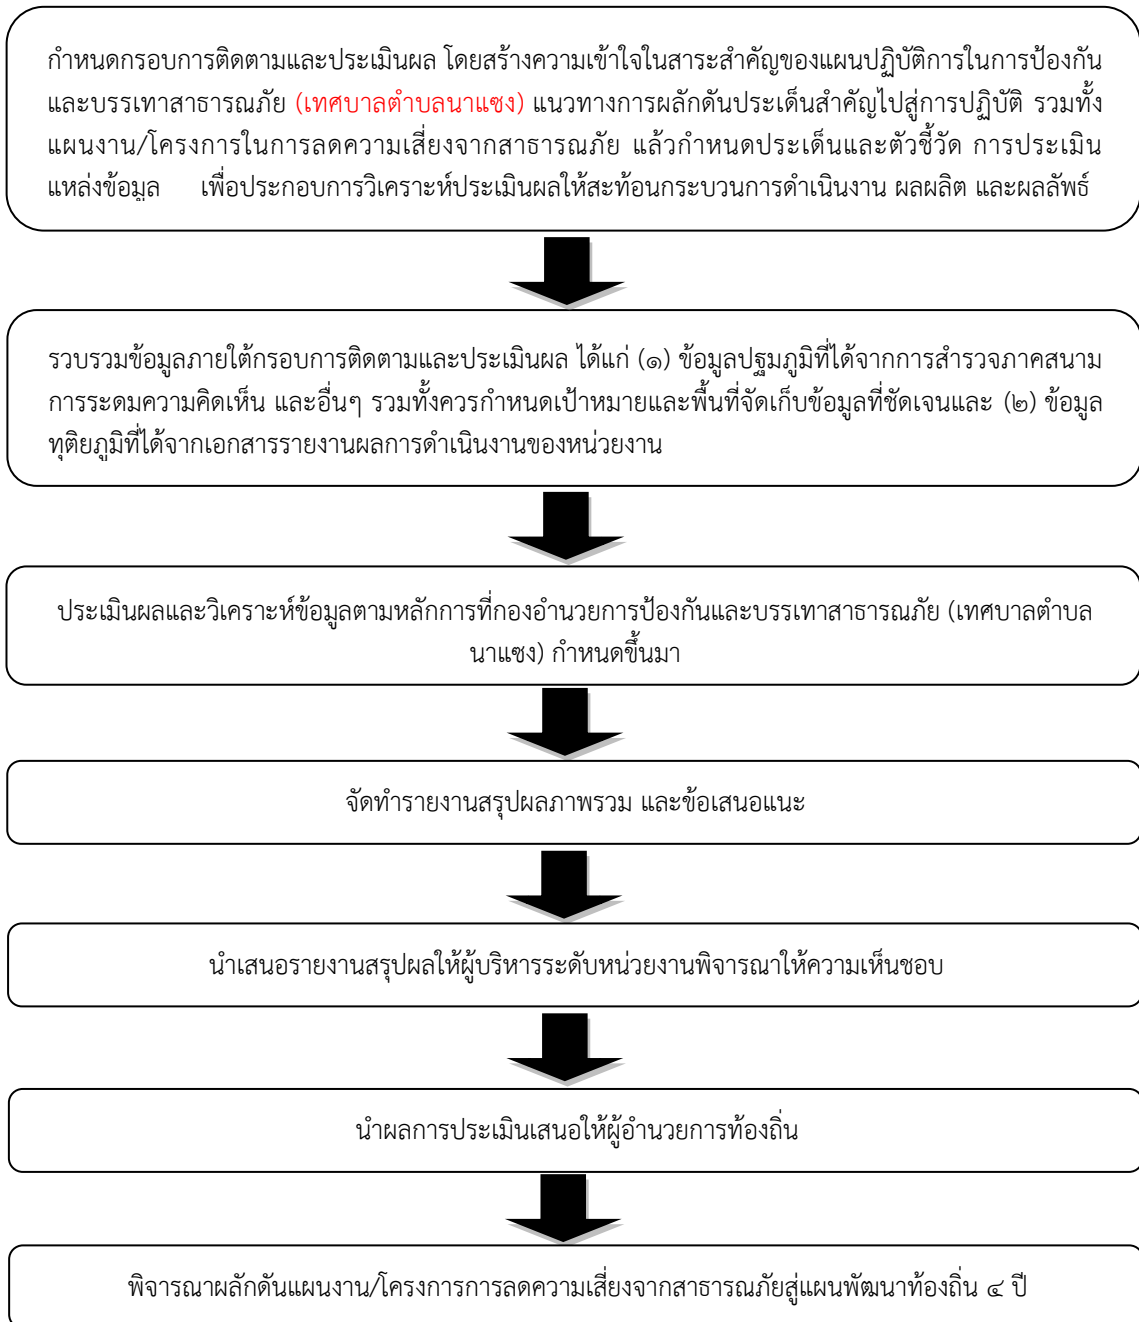 กำหนดกรอบการติดตามและประเมินผล โดยสร้างความเข้าใจในสาระสำคัญของแผนปฏิบัติการในการป้องกัน
และบรรเทาสาธารณภัย (เทศบาลตำบลนาแซง) แนวทางการผลักดันประเด็นสำคัญไปสู่การปฏิบัติ รวมทั้ง
แผนงาน/โครงการในการลดความเสี่ยงจากสาธารณภัย แล้วกำหนดประเด็นและตัวชี้วัด การประเมิน
แหล่งข้อมูล เพื่อประกอบการวิเคราะห์ประเมินผลให้สะท้อนกระบวนการดำเนินงาน ผลผลิต และผลลัพธ์
รวบรวมข้อมูลภายใต้กรอบการติดตามและประเมินผล ได้แก่ (๑) ข้อมูลปฐมภูมิที่ได้จากการสำรวจภาคสนาม
การระดมความคิดเห็น และอื่นๆ รวมทั้งควรกำหนดเป้าหมายและพื้นที่จัดเก็บข้อมูลที่ชัดเจนและ (๒) ข้อมูล
ทุติยภูมิที่ได้จากเอกสารรายงานผลการดำเนินงานของหน่วยงาน
ประเมินผลและวิเคราะห์ข้อมูลตามหลักการที่กองอำนวยการป้องกันและบรรเทาสาธารณภัย (เทศบาลตำบล
นาแซง) กำหนดขึ้นมา
จัดทำรายงานสรุปผลภาพรวม และข้อเสนอแนะ
นำเสนอรายงานสรุปผลให้ผู้บริหารระดับหน่วยงานพิจารณาให้ความเห็นชอบ
นำผลการประเมินเสนอให้ผู้อำนวยการท้องถิ่น
พิจารณาผลักดันแผนงาน/โครงการการลดความเสี่ยงจากสาธารณภัยสู่แผนพัฒนาท้องถิ่น ๔ ปี